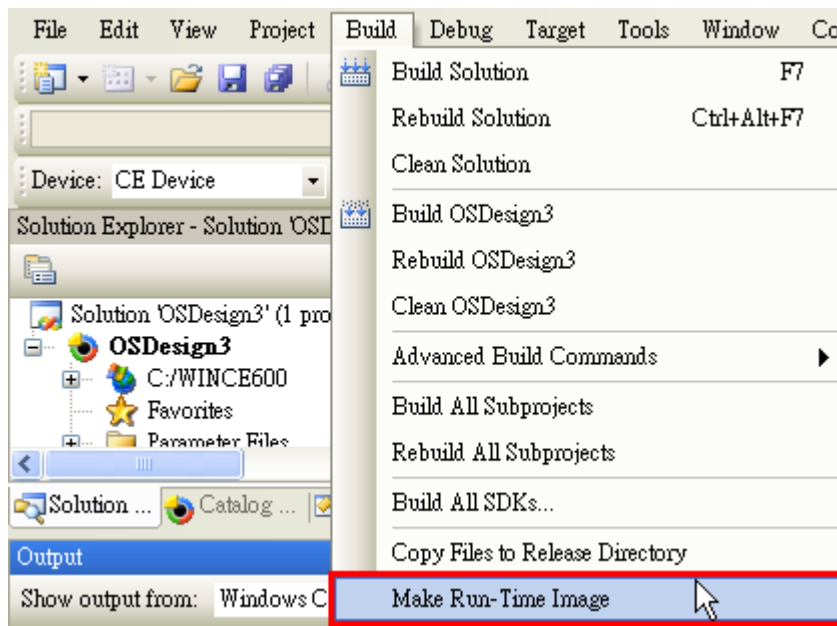 File Edit View Project Build Debug Target Tools Window Co
Build Solution F7
Rebuild Solution Ctrl+Alt+F7
Clean Solution
Build OSDesign3
Rebuild OSDesign3
Clean OSDesign3
Advanced Build Commands
Build All Subprojects
Rebuild All Subprojects
Build All SDKs...
Copy Files to Release Directory
Make Run-Time Image
Device: CE Device
Solution Explorer - Solution 'OSD
Solution 'OSDesign3' (1 pro
OSDesign3
C:/WINCE600
Favorites
Parameter Files
Solution ... Catalog ...
Output
Show output from: Windows C